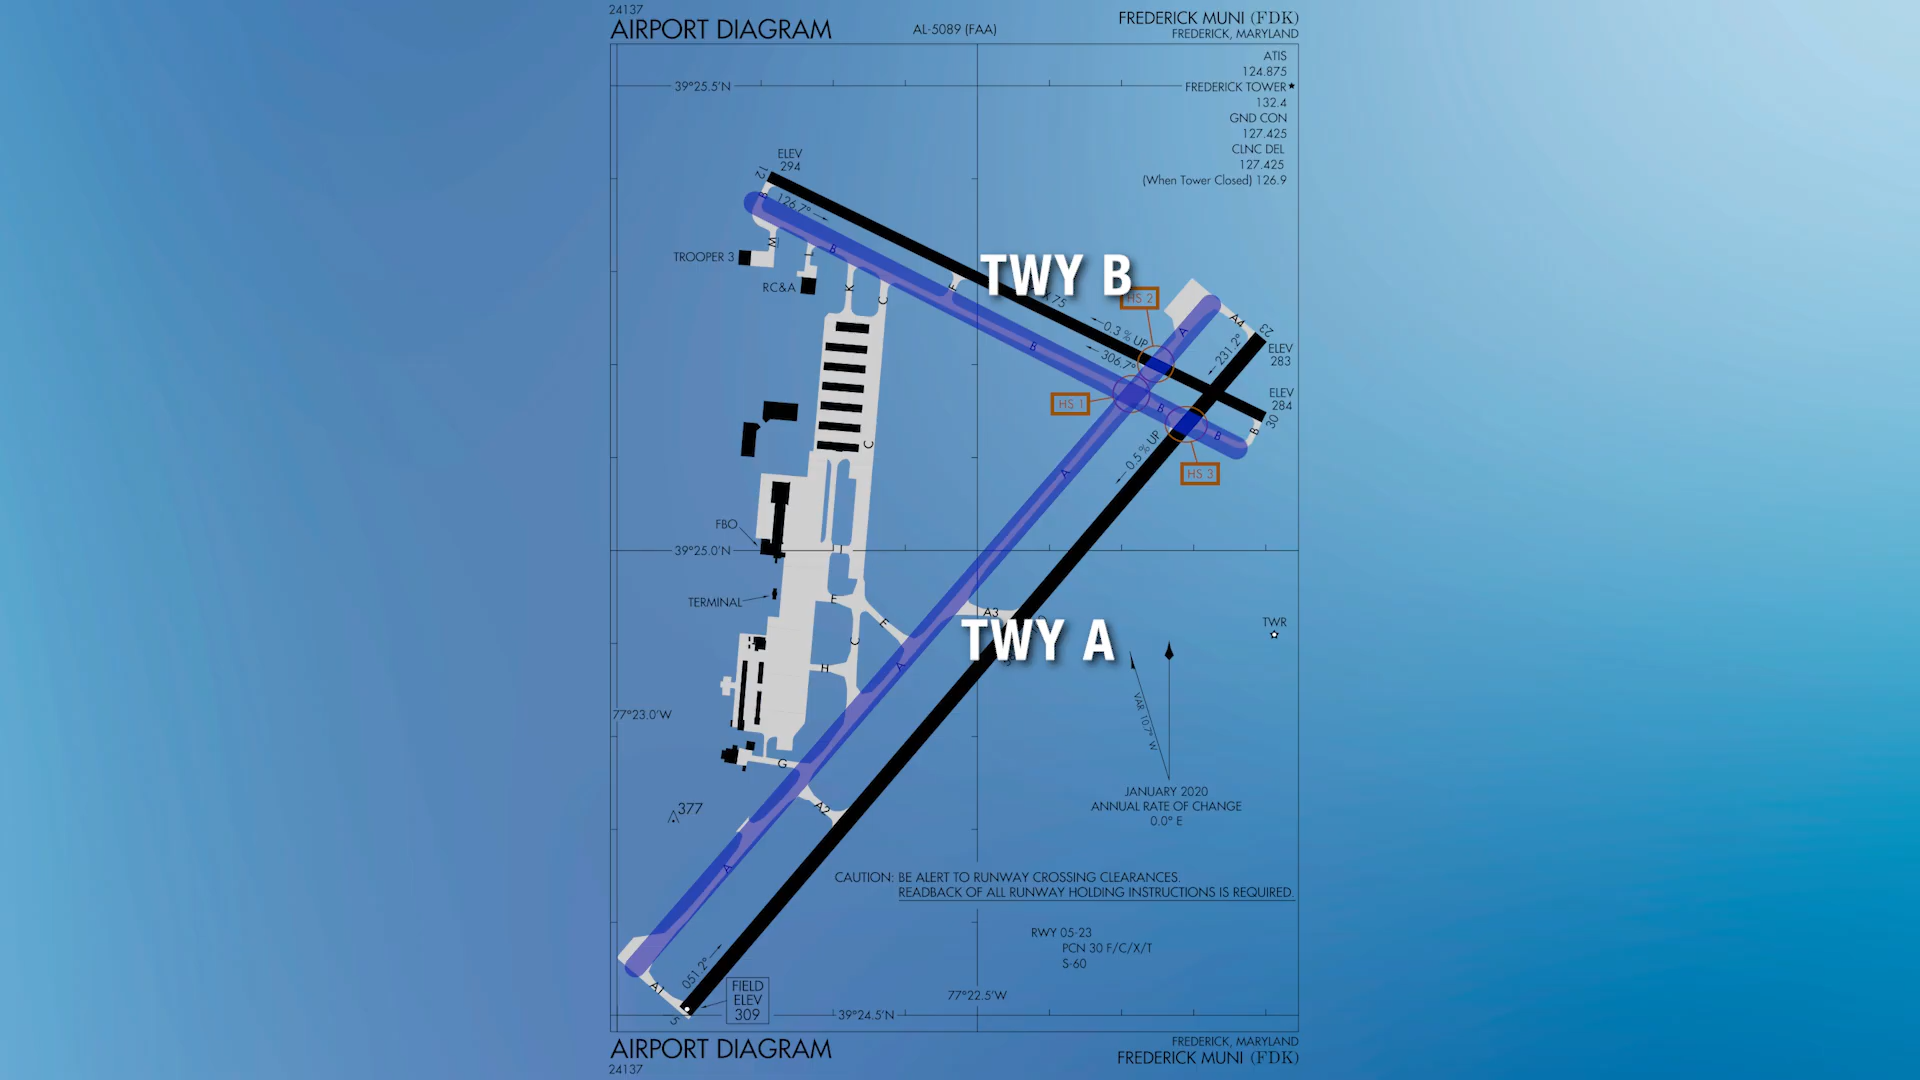 24137
AIRPORT DIAGRAM
AL-5089 (FAA)
FREDERICK MUNI (FDK)
FREDERICK, MARYLAND
ATIS
124.875
FREDERICK TOWER★
132.4
GND CON
127.425
CLNC DEL
127.425
(When Tower Closed) 126.9
39°25.5'N
ELEV
294
12
B
126.7°
M
TROOPER 3
L
RC&A
B
K
C
F
TWY B
X 75
HS 2
0.3 % UP
306.7°
A
A4
23
231.2°
ELEV
283
B
HS 1
B
ELEV
284
30
B
B
0.5 % UP
HS 3
C
A
FBO
39°25.0'N
I
TERMINAL
E
E
A3
C
TWY A
TWR
H
A
77°23.0'W
VAR 10.7° W
G
A2
377
JANUARY 2020
ANNUAL RATE OF CHANGE
0.0° E
A
CAUTION: BE ALERT TO RUNWAY CROSSING CLEARANCES.
READBACK OF ALL RUNWAY HOLDING INSTRUCTIONS IS REQUIRED.
RWY 05-23
PCN 30 F/C/X/T
S-60
051.2°
A1
5
FIELD
ELEV
309
77°22.5'W
39°24.5'N
AIRPORT DIAGRAM
24137
FREDERICK, MARYLAND
FREDERICK MUNI (FDK)